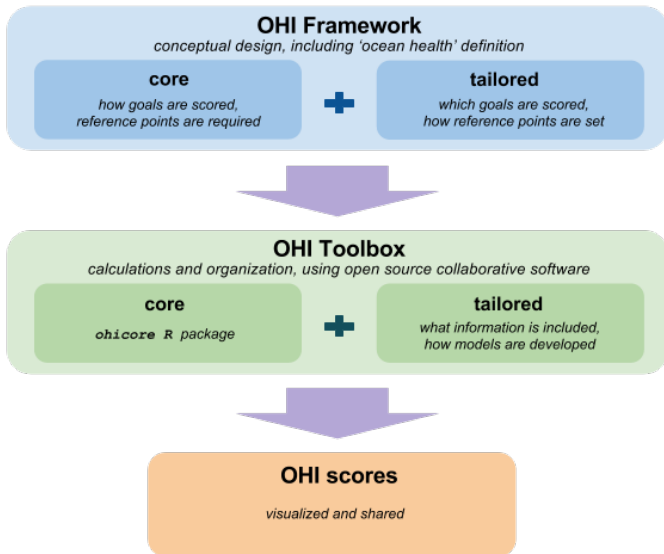 OHI Framework
conceptual design, including ‘ocean health’ definition
core
how goals are scored,
reference points are required
tailored
which goals are scored,
how reference points are set
OHI Toolbox
calculations and organization, using open source collaborative software
core
ohicore R package
tailored
what information is included,
how models are developed
OHI scores
visualized and shared